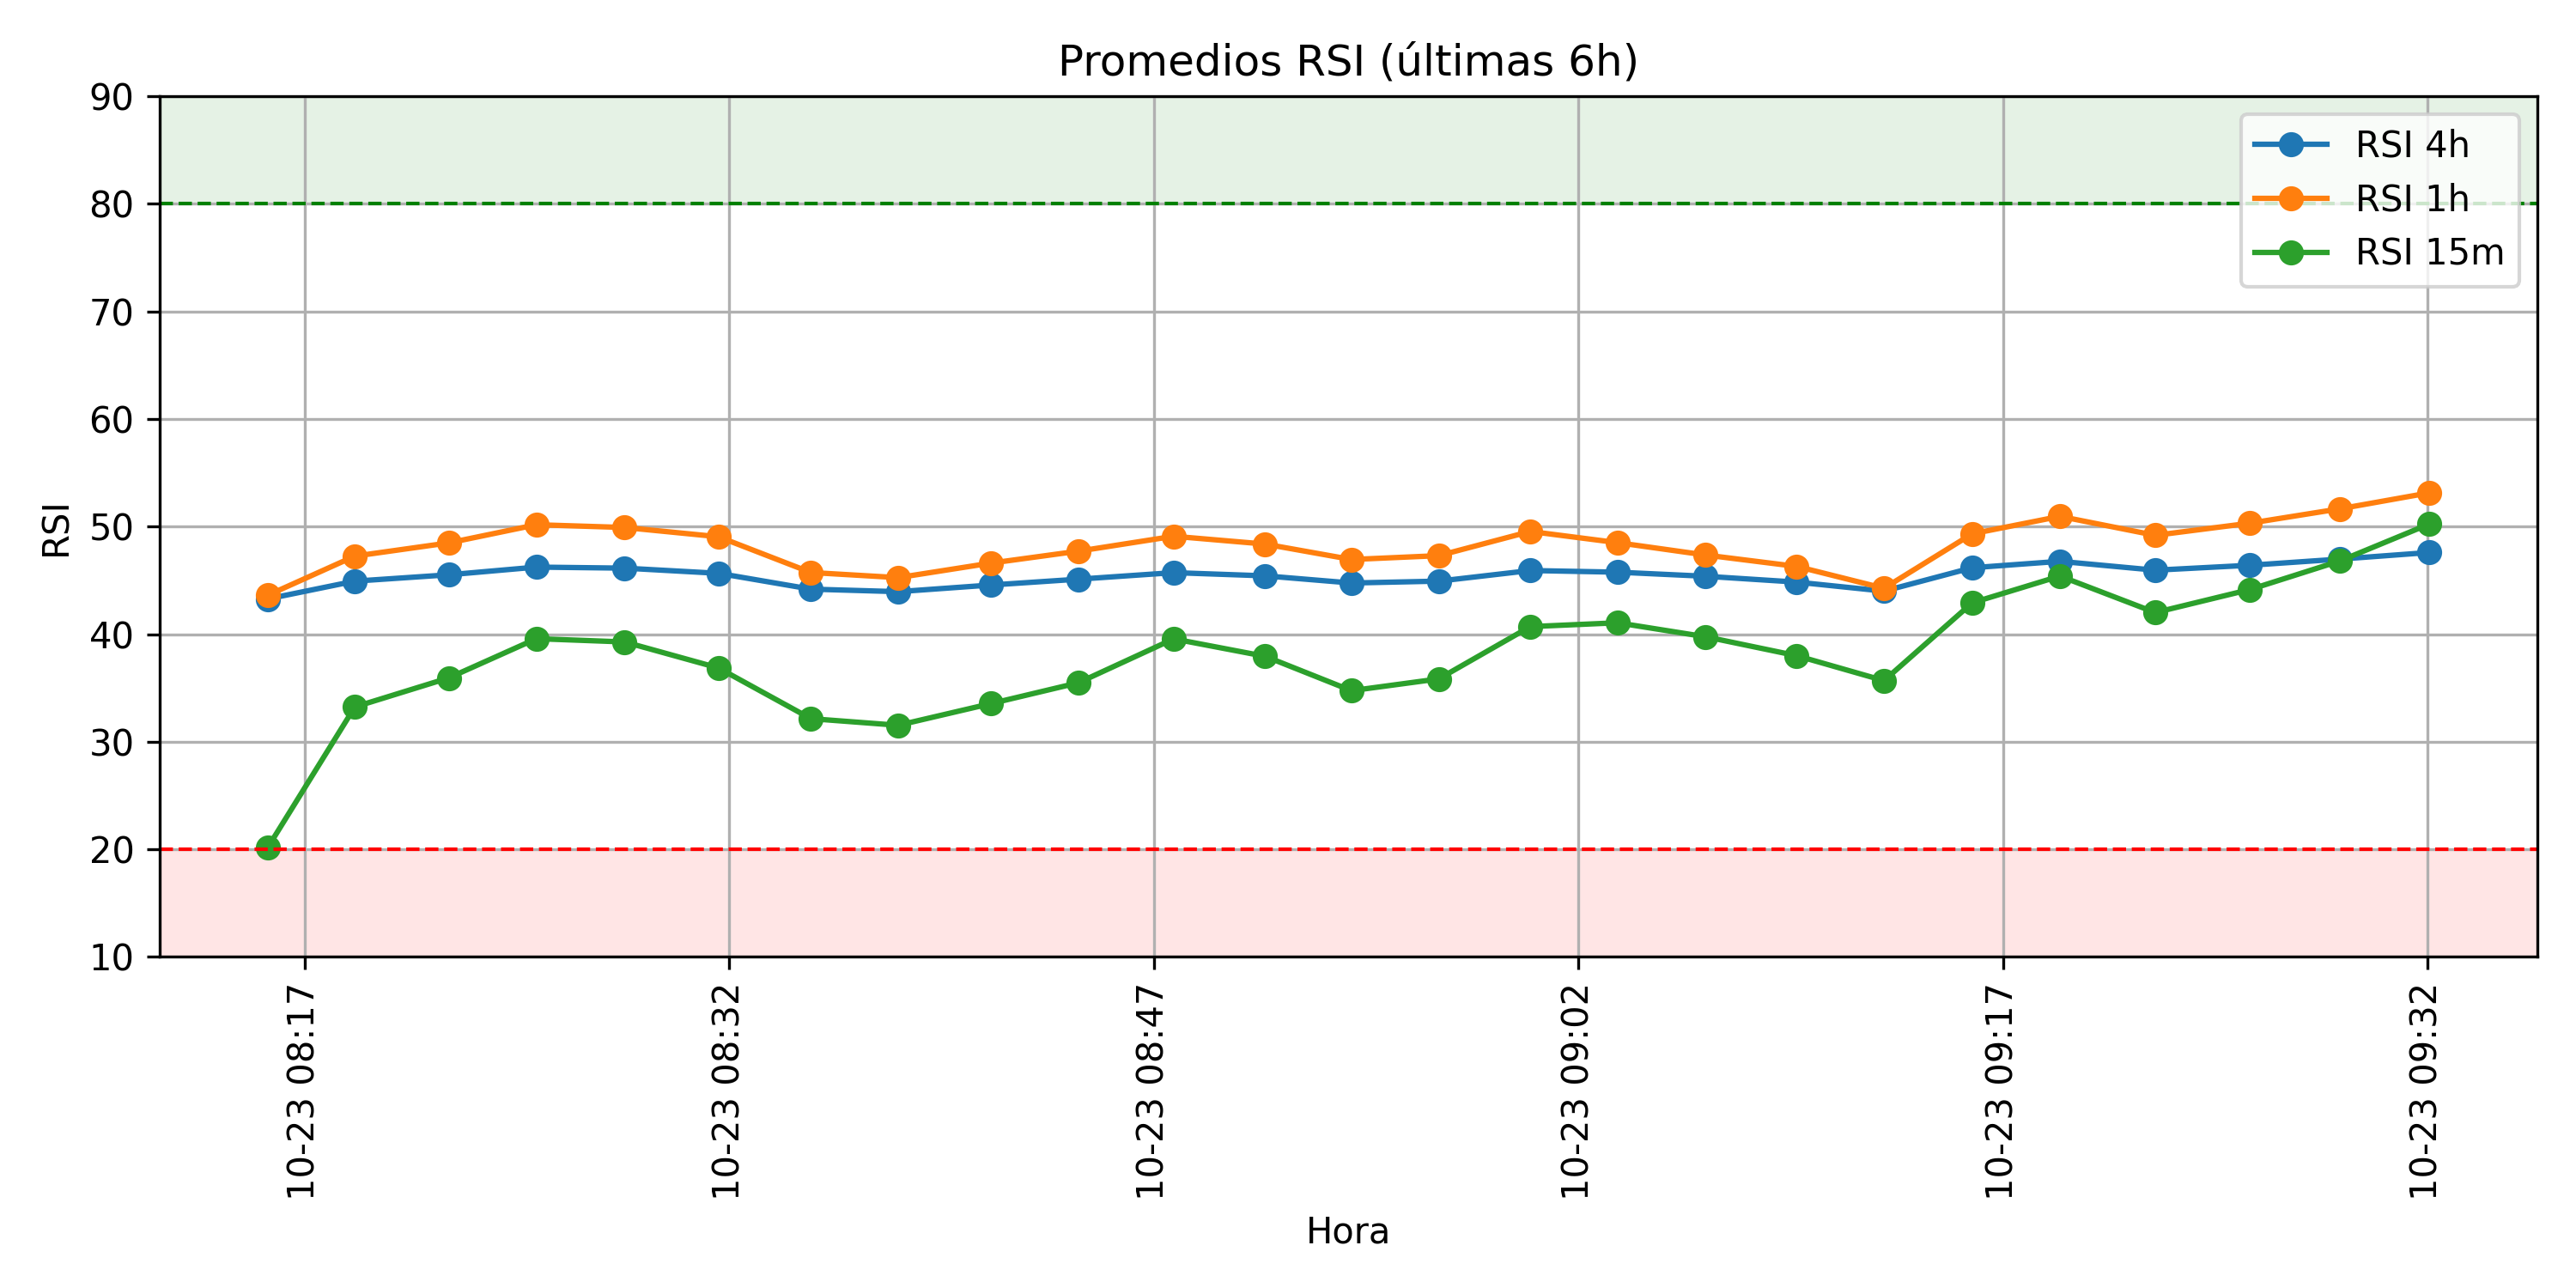 Promedios RSI (últimas 6h)
90
80
70
60
50
40
30
20
10
RSI
RSI 4h
RSI 1h
RSI 15m
10-23 08:17
10-23 08:32
10-23 08:47
10-23 09:02
10-23 09:17
10-23 09:32
Hora